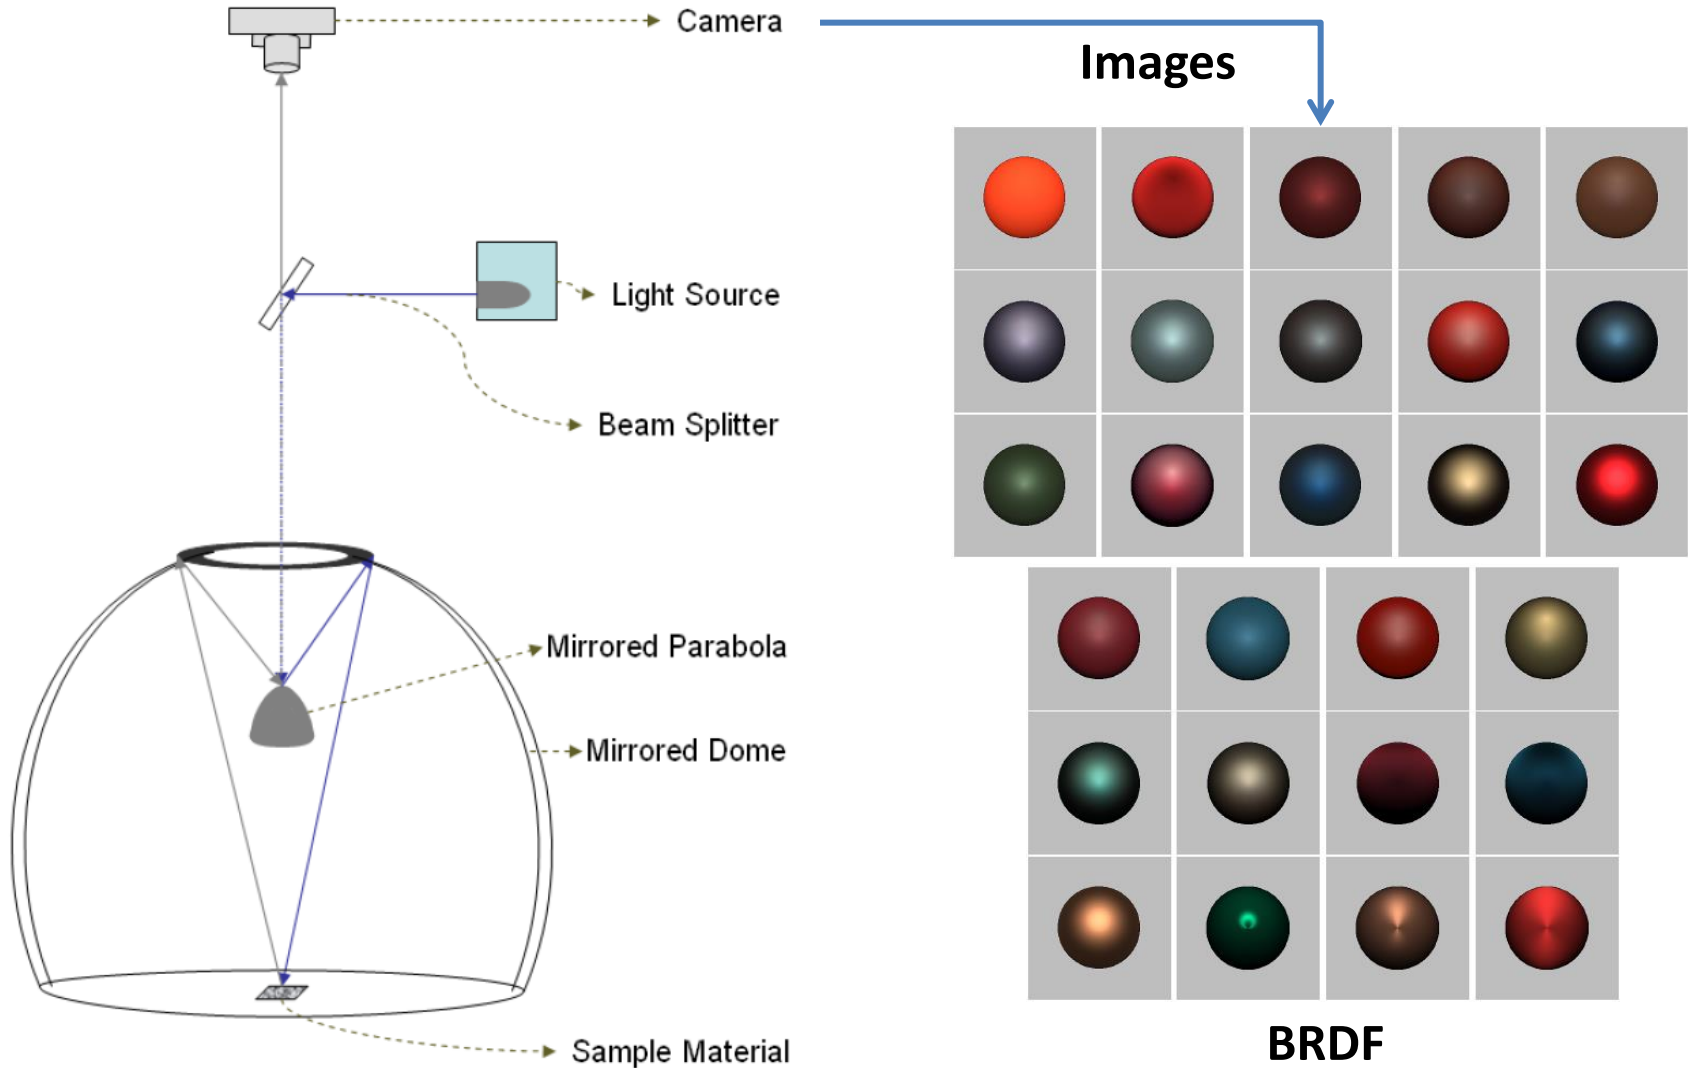 Camera
Images
Light Source
Beam Splitter
Mirrored Parabola
Mirrored Dome
Sample Material
BRDF